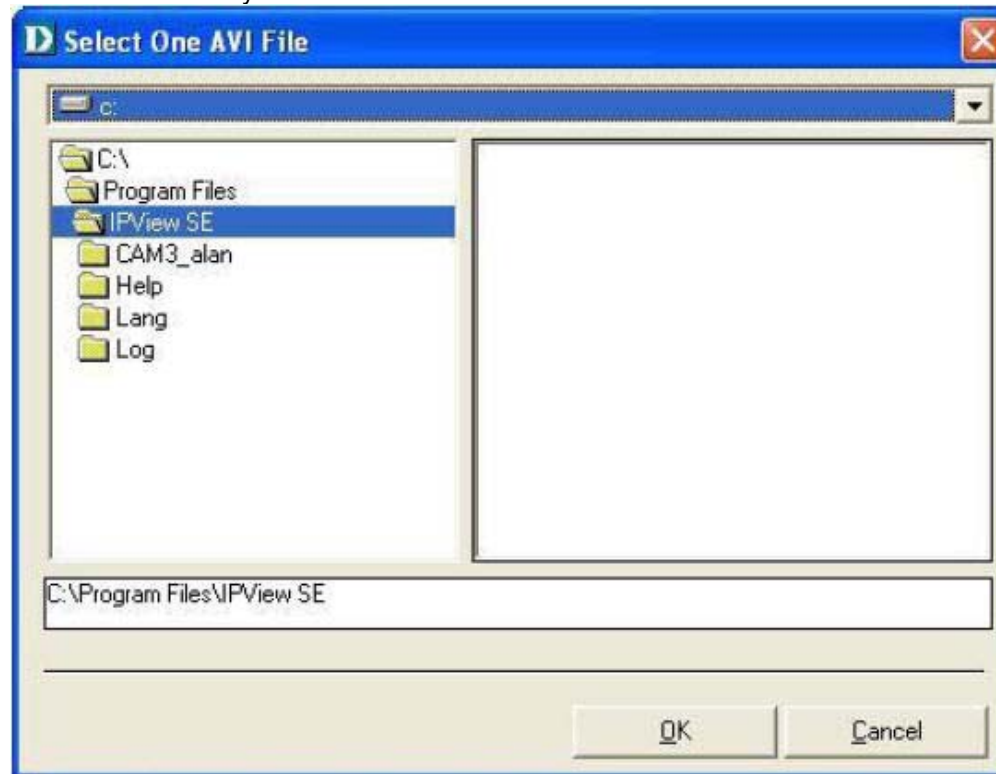 Select One AVI File
c:
C:\
Program Files
IPView SE
CAM3_alan
Help
Lang
Log
C:\Program Files\IPView SE
OK
Cancel